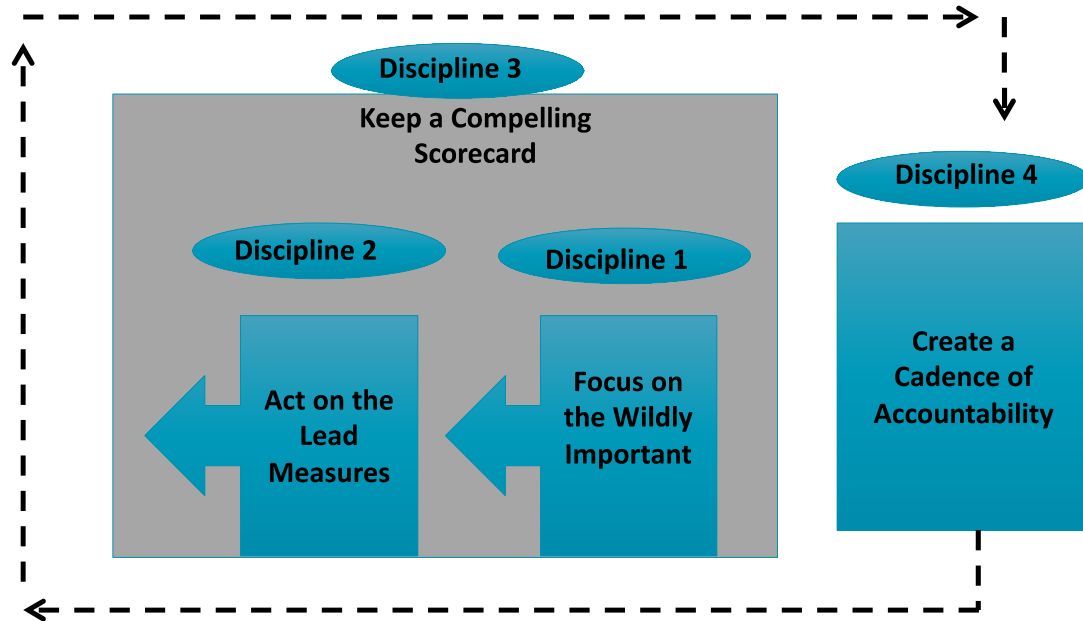 Discipline 3
Keep a Compelling
Scorecard
Discipline 4
Discipline 2
Discipline 1
Act on the
Lead
Measures
Focus on
the Wildly
Important
Create a
Cadence of
Accountability